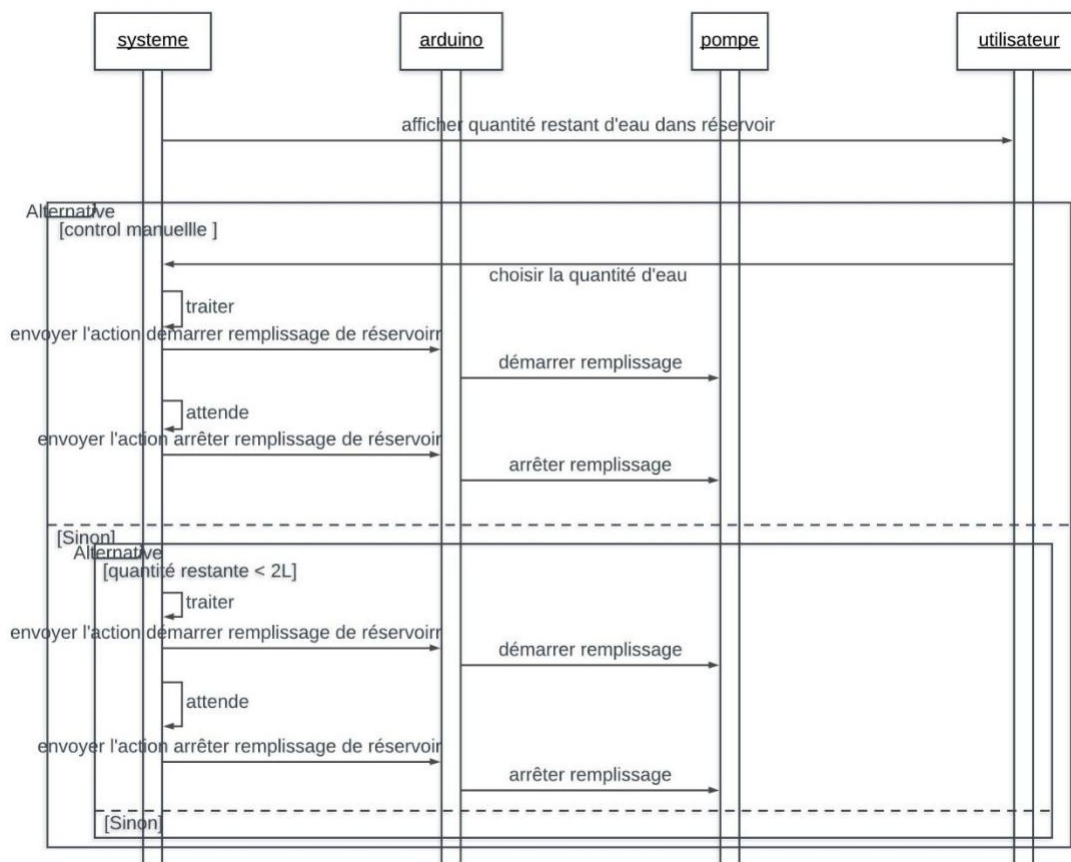 systeme
arduino
pompe
utilisateur
afficher quantité restant d'eau dans réservoir
Alternative
[control manuellle ]
choisir la quantité d'eau
traiter
envoyer l'action démarrer remplissage de réservoirr
démarrer remplissage
attende
envoyer l'action arrêter remplissage de réservoir
arrêter remplissage
[Sinon]
Alternative
[quantité restante < 2L]
traiter
envoyer l'action démarrer remplissage de réservoirr
démarrer remplissage
attende
envoyer l'action arrêter remplissage de réservoir
arrêter remplissage
[Sinon]